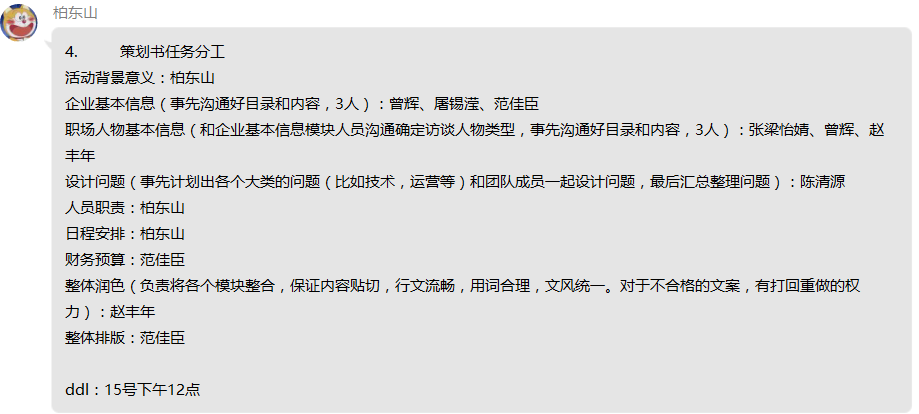 柏东山
4. 策划书任务分工
活动背景意义：柏东山
企业基本信息（事先沟通好目录和内容，3人）：曾辉、屠锡滢、范佳臣
职场人物基本信息（和企业基本信息模块人员沟通确定访谈人物类型，事先沟通好目录和内容，3人）：张梁怡婧、曾辉、赵
丰年
设计问题（事先计划出各个大类的问题（比如技术，运营等）和团队成员一起设计问题，最后汇总整理问题）：陈清源
人员职责：柏东山
日程安排：柏东山
财务预算：范佳臣
整体润色（负责将各个模块整合，保证内容贴切，行文流畅，用词合理，文风统一。对于不合格的文案，有打回重做的权
力）：赵丰年
整体排版：范佳臣
ddl：15号下午12点